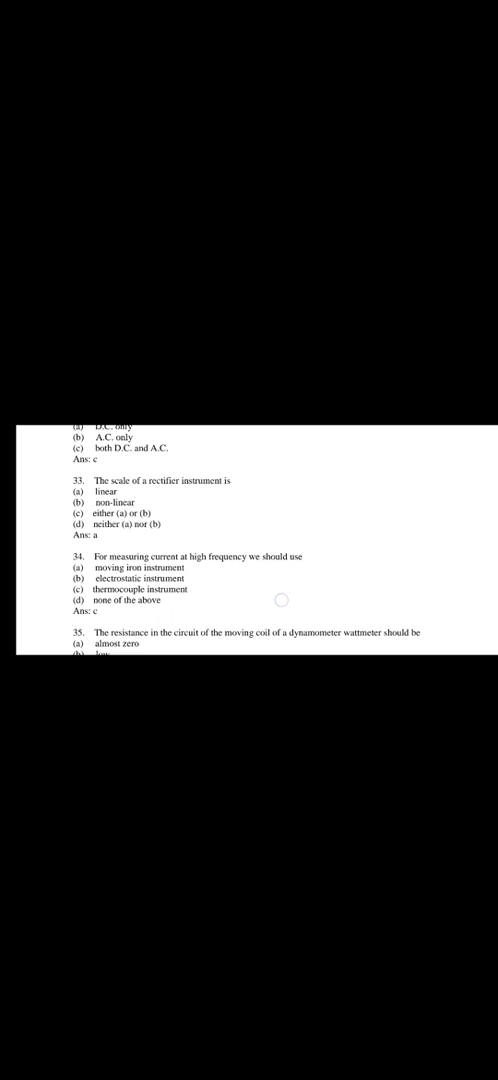 (a) D.C. only
(b) A.C. only
(c) both D.C. and A.C.
Ans: c
33. The scale of a rectifier instrument is
(a) linear
(b) non-linear
(c) either (a) or (b)
(d) neither (a) nor (b)
Ans: a
34. For measuring current at high frequency we should use
(a) moving iron instrument
(b) electrostatic instrument
(c) thermocouple instrument
(d) none of the above
Ans: c
35. The resistance in the circuit of the moving coil of a dynamometer wattmeter should be
(a) almost zero
(b) low